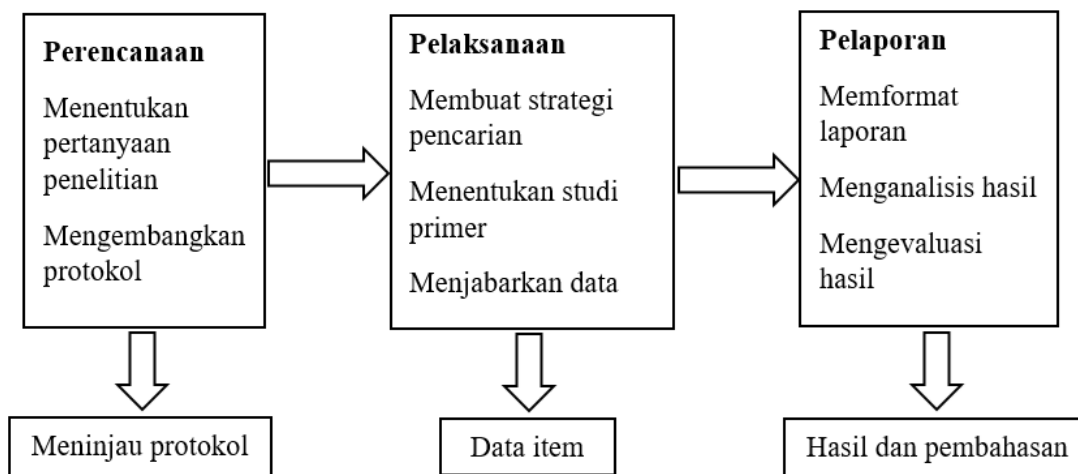 Perencanaan
Menentukan
pertanyaan
penelitian
Mengembangkan
protokol
Pelaksanaan
Membuat strategi
pencarian
Menentukan studi
primer
Menjabarkan data
Pelaporan
Memformat
laporan
Menganalisis hasil
Mengevaluasi
hasil
Meninjau protokol
Data item
Hasil dan pembahasan